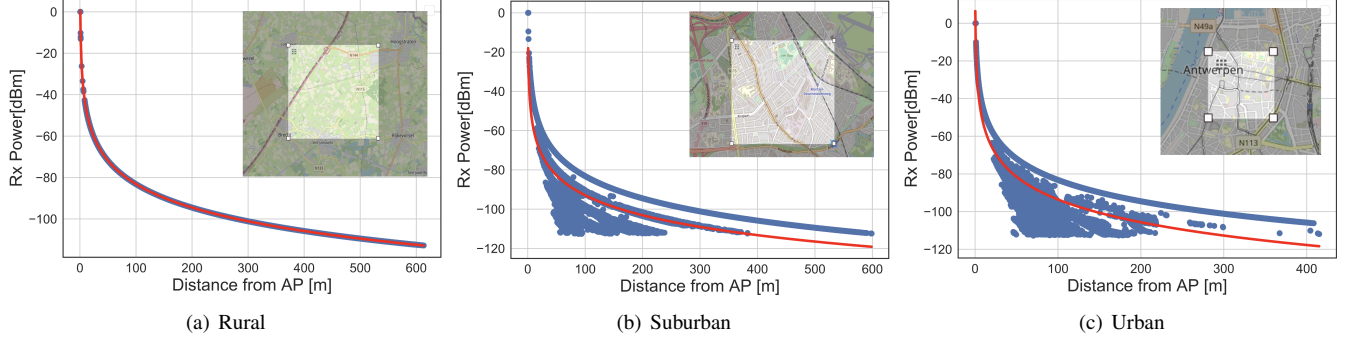 0
−20
−40
−60
−80
−100
Rx Power[dBm]
0 100 200 300 400 500 600
Distance from AP [m]
(a) Rural
0
−20
−40
−60
−80
−100
−120
Rx Power[dBm]
0 100 200 300 400 500 600
Distance from AP [m]
(b) Suburban
0
−20
−40
−60
−80
−100
−120
Rx Power[dBm]
N49a
Antwerpen
N113
0 100 200 300 400
Distance from AP [m]
(c) Urban